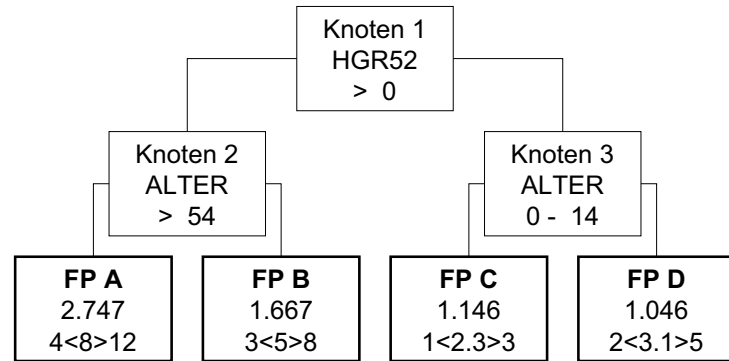 Knoten 1
HGR52
> 0
Knoten 2
ALTER
> 54
Knoten 3
ALTER
0 - 14
FP A
2.747
4<8>12
FP B
1.667
3<5>8
FP C
1.146
1<2.3>3
FP D
1.046
2<3.1>5